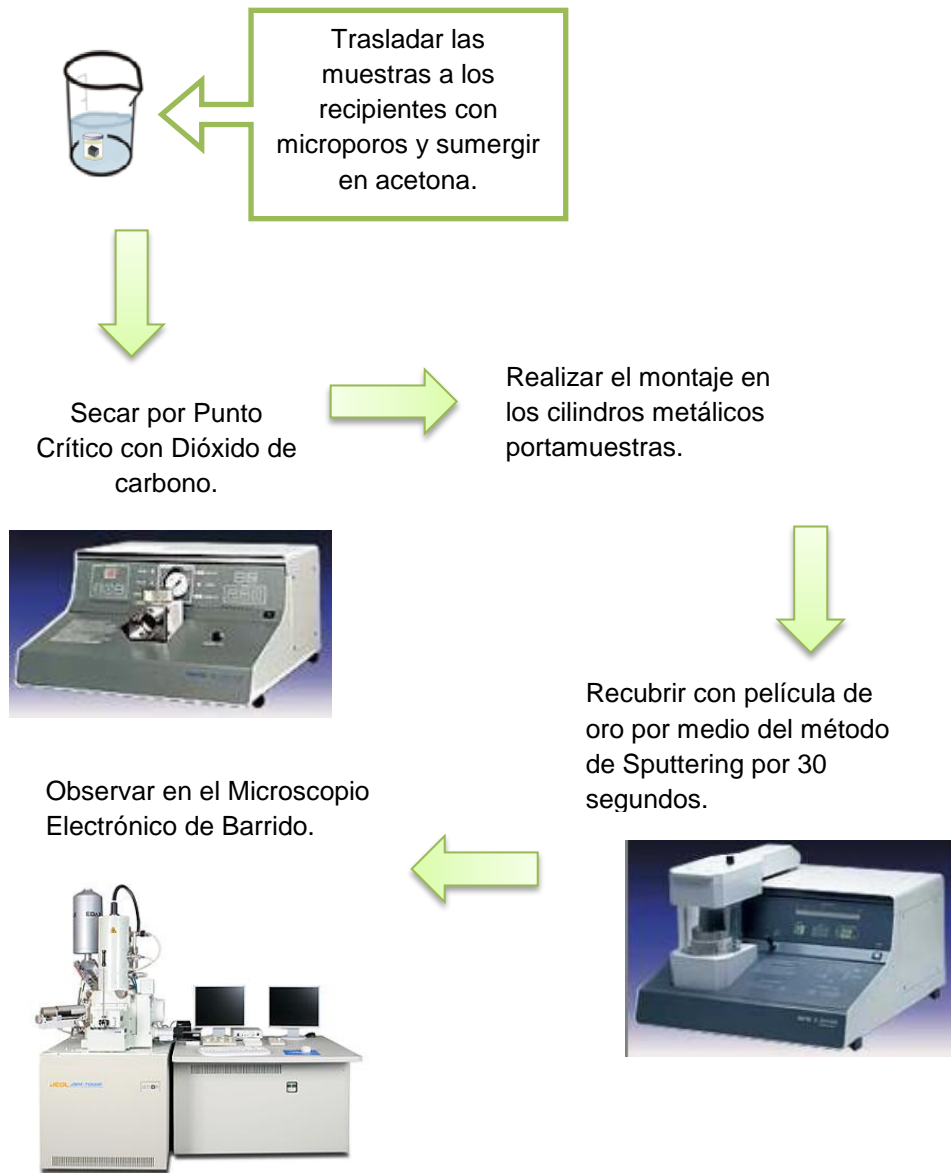 Trasladar las
muestras a los
recipientes con
microporos y sumergir
en acetona.
Secar por Punto
Crítico con Dióxido de
carbono.
Realizar el montaje en
los cilindros metálicos
portamuestras.
Recubrir con película de
oro por medio del método
de Sputtering por 30
segundos.
Observar en el Microscopio
Electrónico de Barrido.
JEOL